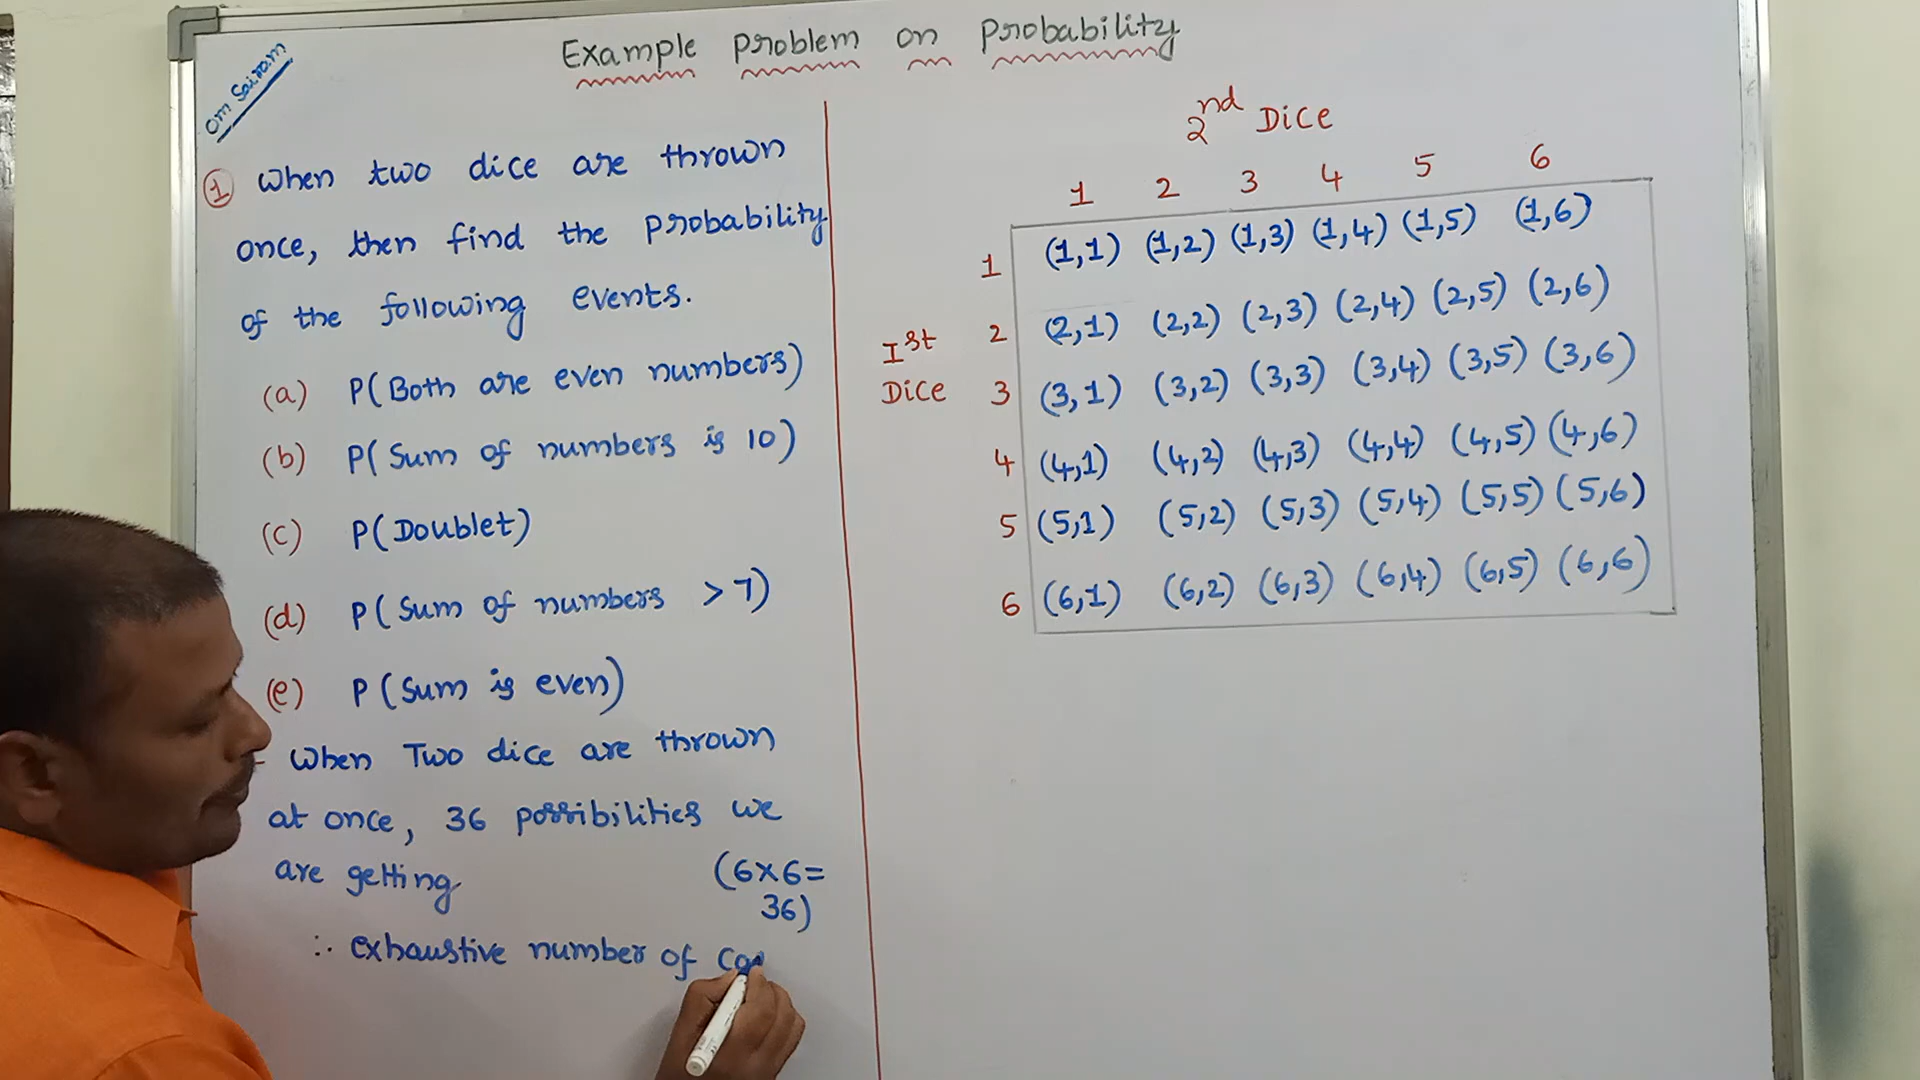 Example Problem on Probability
Om Sairam
1 When two dice are thrown
once, then find the probability
of the following events.
(a) P(Both are even numbers)
(b) P(Sum of numbers is 10)
(c) P(Doublet)
(d) P(Sum of numbers > 7)
(e) P(Sum is even)
When Two dice are thrown
at once, 36 possibilities we
are getting (6×6=
36)
∴ exhaustive number of
2nd Dice
1 2 3 4 5 6
1 (1,1) (1,2) (1,3) (1,4) (1,5) (1,6)
2 (2,1) (2,2) (2,3) (2,4) (2,5) (2,6)
Ist
Dice
3 (3,1) (3,2) (3,3) (3,4) (3,5) (3,6)
4 (4,1) (4,2) (4,3) (4,4) (4,5) (4,6)
5 (5,1) (5,2) (5,3) (5,4) (5,5) (5,6)
6 (6,1) (6,2) (6,3) (6,4) (6,5) (6,6)